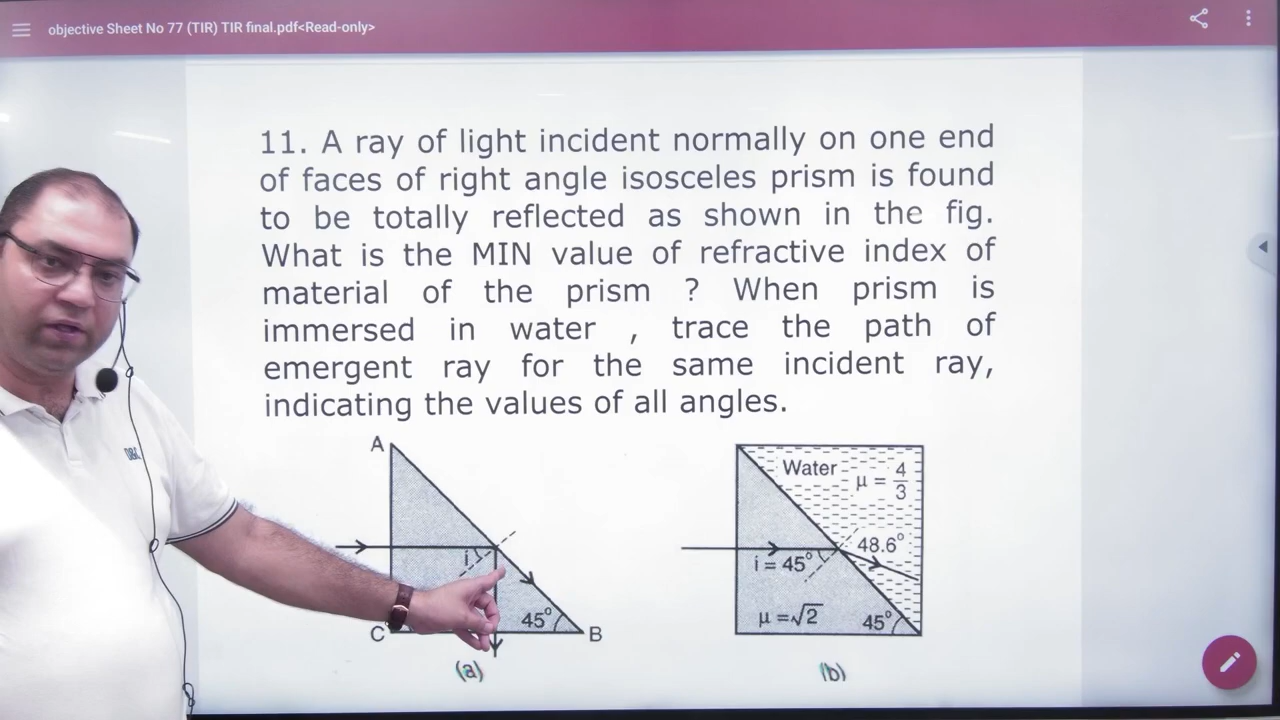 objective Sheet No 77 (TIR) TIR final.pdf<Read-only>
11. A ray of light incident normally on one end
of faces of right angle isosceles prism is found
to be totally reflected as shown in the fig.
What is the MIN value of refractive index of
material of the prism ? When prism is
immersed in water , trace the path of
emergent ray for the same incident ray,
indicating the values of all angles.
A
i
45°
C
B
(a)
Water
μ = 4/3
48.6°
i = 45°
μ =√2
45°
(b)